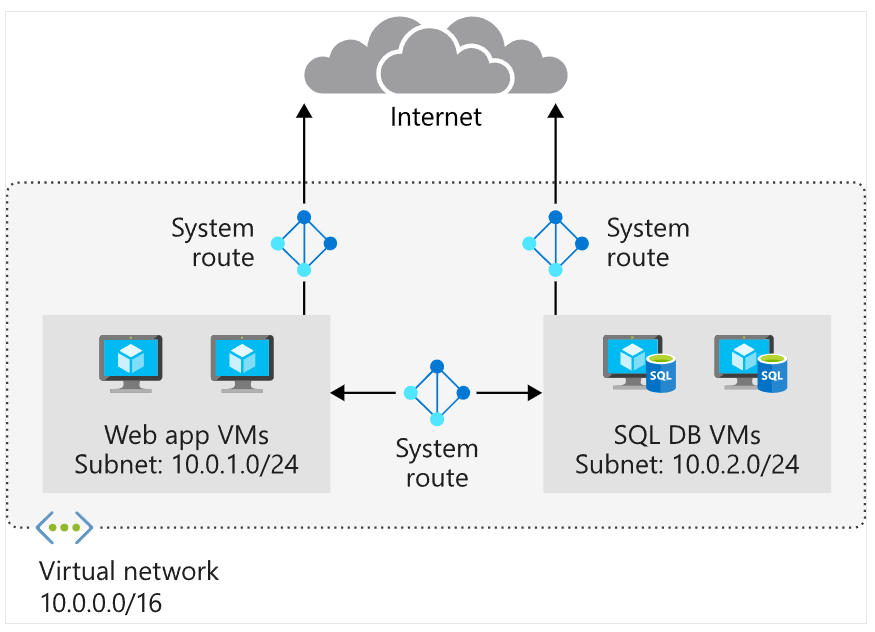 Internet
System
route
System
route
SQL
SQL
Web app VMs
Subnet: 10.0.1.0/24
System
route
SQL DB VMs
Subnet: 10.0.2.0/24
Virtual network
10.0.0.0/16